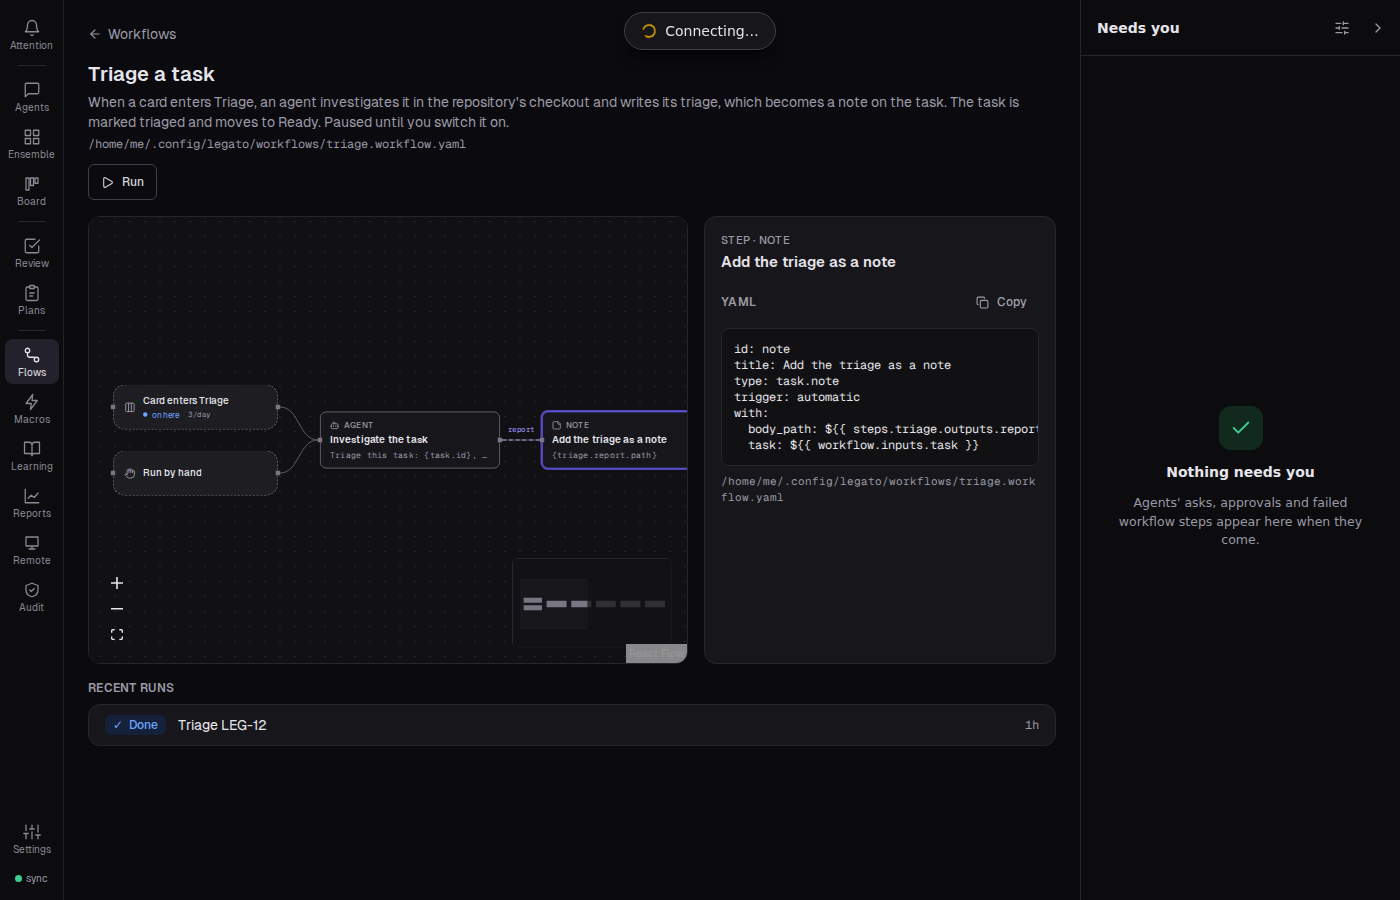 Attention
Agents
Ensemble
Board
Review
Plans
Flows
Macros
Learning
Reports
Remote
Audit
Settings
sync
Workflows
Connecting...
Triage a task
When a card enters Triage, an agent investigates it in the repository's checkout and writes its triage, which becomes a note on the task. The task is
marked triaged and moves to Ready. Paused until you switch it on.
/home/me/.config/legato/workflows/triage.workflow.yaml
Run
Card enters Triage
on here 3/day
Run by hand
AGENT
Investigate the task
Triage this task: {task.id}, …
report
NOTE
Add the triage as a note
{triage.report.path}
React Flow
STEP · NOTE
Add the triage as a note
YAML
Copy
id: note
title: Add the triage as a note
type: task.note
trigger: automatic
with:
body_path: ${{ steps.triage.outputs.report
task: ${{ workflow.inputs.task }}
/home/me/.config/legato/workflows/triage.work
flow.yaml
RECENT RUNS
✓ Done Triage LEG-12 1h
Needs you
Nothing needs you
Agents' asks, approvals and failed
workflow steps appear here when they
come.